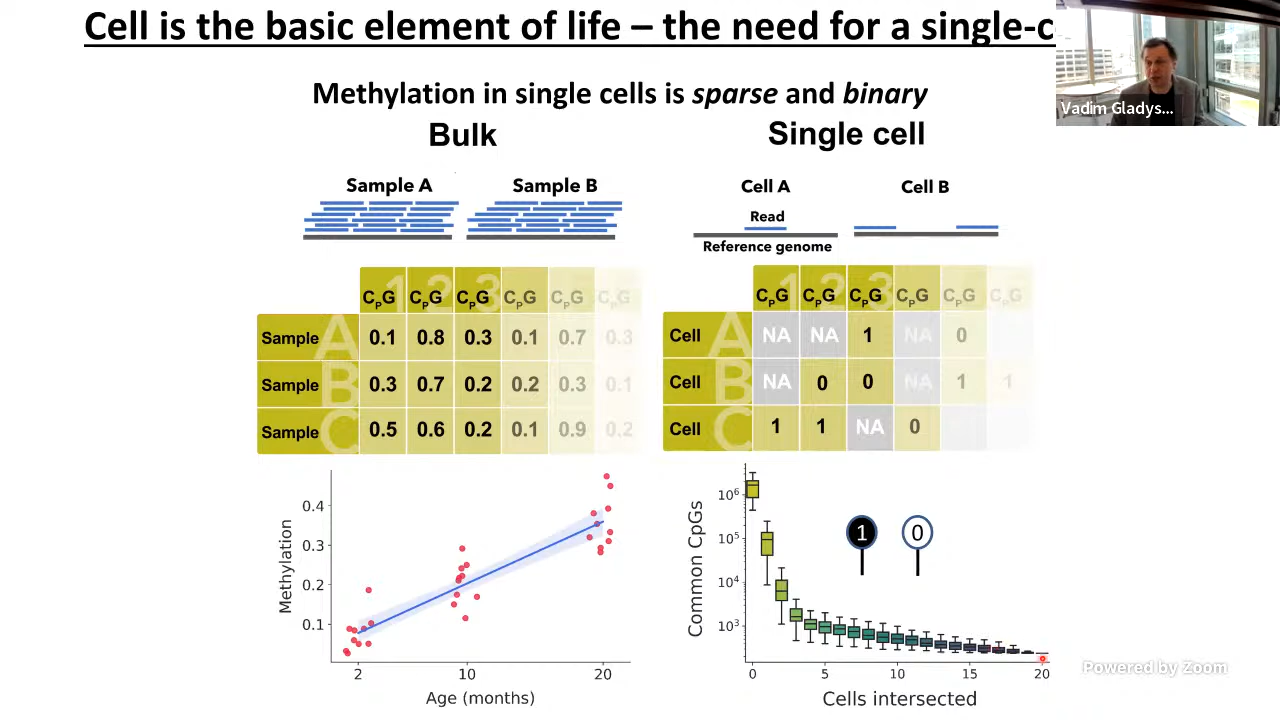 Cell is the basic element of life – the need for a single-c
Vadim Gladys...
Methylation in single cells is sparse and binary
Bulk
Single cell
Sample A
Sample B
Cell A
Cell B
Read
Reference genome
1 2 3
CpG CpG CpG CpG CpG CpG
Sample A 0.1 0.8 0.3 0.1 0.7 0.3
Sample B 0.3 0.7 0.2 0.2 0.3 0.1
Sample C 0.5 0.6 0.2 0.1 0.9 0.2
1 2 3
CpG CpG CpG CpG CpG CpG
Cell A NA NA 1 NA 0
Cell B NA 0 0 NA 1 1
Cell C 1 1 NA 0
Methylation
0.4
0.3
0.2
0.1
2 10 20
Age (months)
Common CpGs
10⁶
10⁵
10⁴
10³
1 0
0 5 10 15 20
Cells intersected
Powered by Zoom